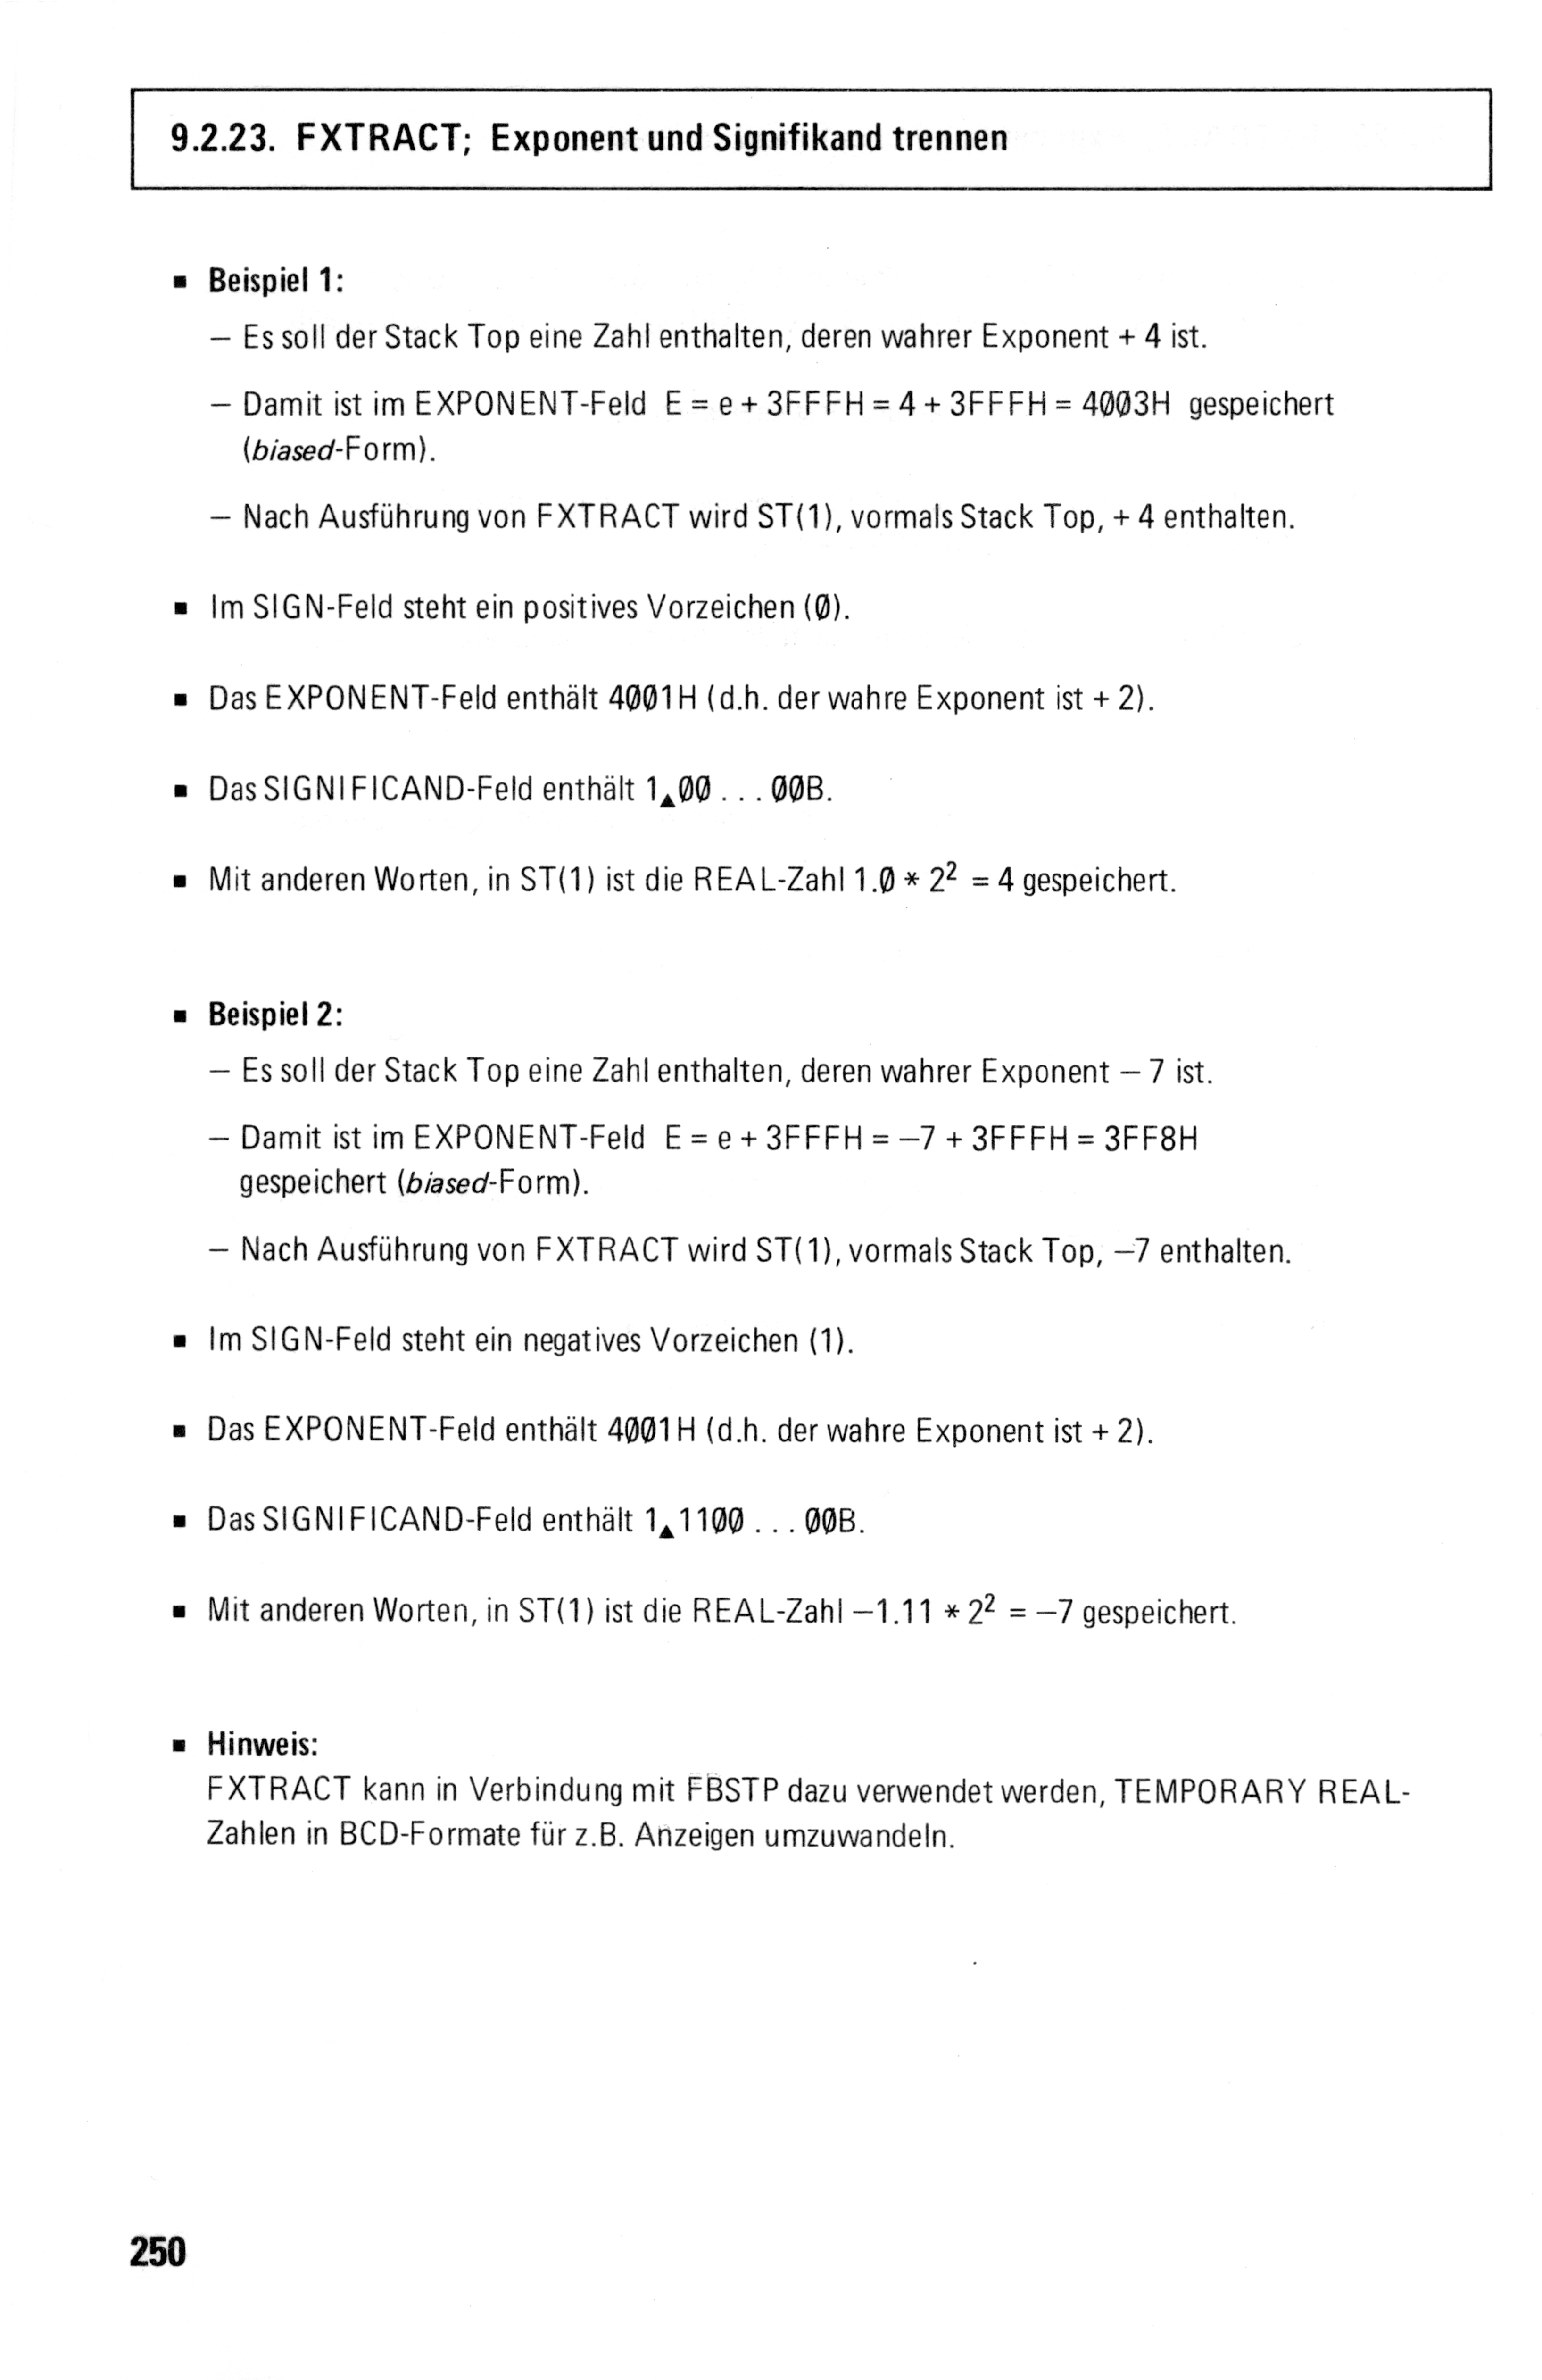 9.2.23. FXTRACT; Exponent und Signifikand trennen
▪ Beispiel 1:
– Es soll der Stack Top eine Zahl enthalten, deren wahrer Exponent + 4 ist.
– Damit ist im EXPONENT-Feld E = e + 3FFFH = 4 + 3FFFH = 4ØØ3H gespeichert
(biased-Form).
– Nach Ausführung von FXTRACT wird ST(1), vormals Stack Top, + 4 enthalten.
▪ Im SIGN-Feld steht ein positives Vorzeichen (Ø).
▪ Das EXPONENT-Feld enthält 4ØØ1H (d.h. der wahre Exponent ist + 2).
▪ Das SIGNIFICAND-Feld enthält 1▲ØØ . . . ØØB.
▪ Mit anderen Worten, in ST(1) ist die REAL-Zahl 1.Ø * 2² = 4 gespeichert.
▪ Beispiel 2:
– Es soll der Stack Top eine Zahl enthalten, deren wahrer Exponent – 7 ist.
– Damit ist im EXPONENT-Feld E = e + 3FFFH = –7 + 3FFFH = 3FF8H
gespeichert (biased-Form).
– Nach Ausführung von FXTRACT wird ST(1), vormals Stack Top, –7 enthalten.
▪ Im SIGN-Feld steht ein negatives Vorzeichen (1).
▪ Das EXPONENT-Feld enthält 4ØØ1H (d.h. der wahre Exponent ist + 2).
▪ Das SIGNIFICAND-Feld enthält 1▲11ØØ . . . ØØB.
▪ Mit anderen Worten, in ST(1) ist die REAL-Zahl –1.11 * 2² = –7 gespeichert.
▪ Hinweis:
FXTRACT kann in Verbindung mit FBSTP dazu verwendet werden, TEMPORARY REAL-
Zahlen in BCD-Formate für z.B. Anzeigen umzuwandeln.
250